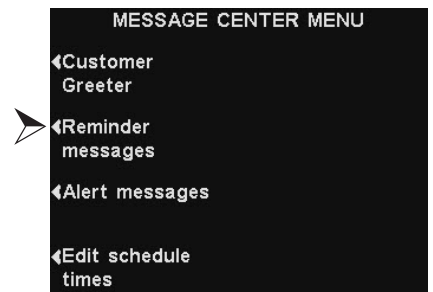 MESSAGE CENTER MENU
Customer
Greeter
Reminder
messages
Alert messages
Edit schedule
times